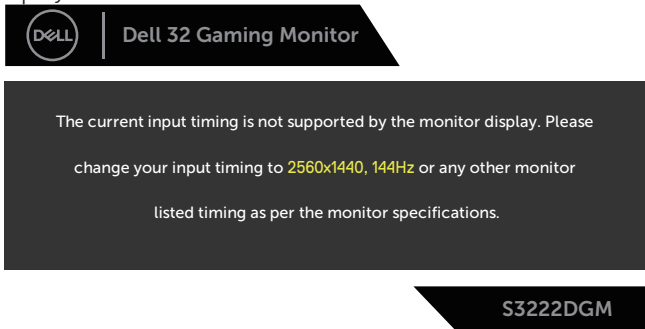 DELL
Dell 32 Gaming Monitor
The current input timing is not supported by the monitor display. Please
change your input timing to 2560x1440, 144Hz or any other monitor
listed timing as per the monitor specifications.
S3222DGM